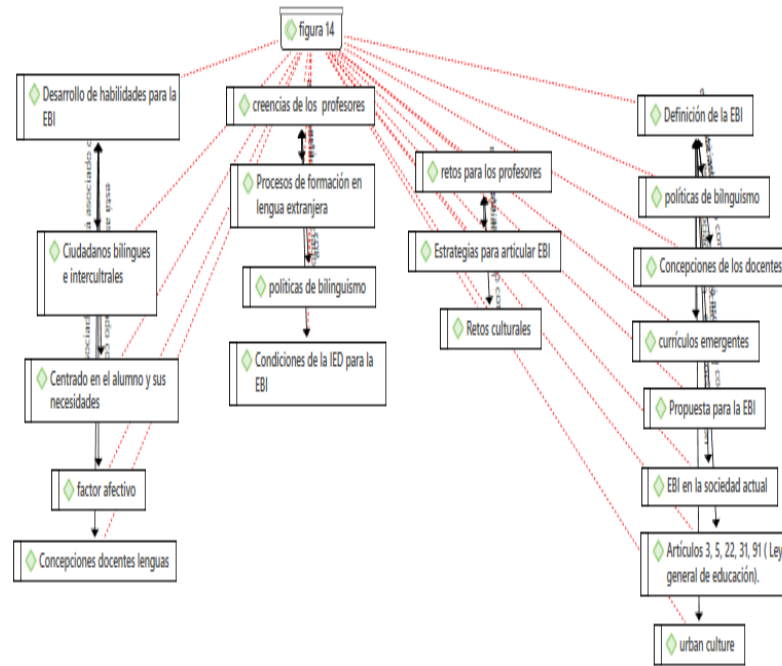 figura 14
Desarrollo de habilidades para la
EBI
Ciudadanos bilingues
e interculturales
Centrado en el alumno y sus
necesidades
factor afectivo
Concepciones docentes lenguas
creencias de los profesores
Procesos de formación en
lengua extranjera
políticas de bilinguismo
Condiciones de la IED para la
EBI
retos para los profesores
Estrategias para articular EBI
Retos culturales
Definición de la EBI
políticas de bilinguismo
Concepciones de los docentes
currículos emergentes
Propuesta para la EBI
EBI en la sociedad actual
Artículos 3, 5, 22, 31, 91 ( Ley
general de educación).
urban culture